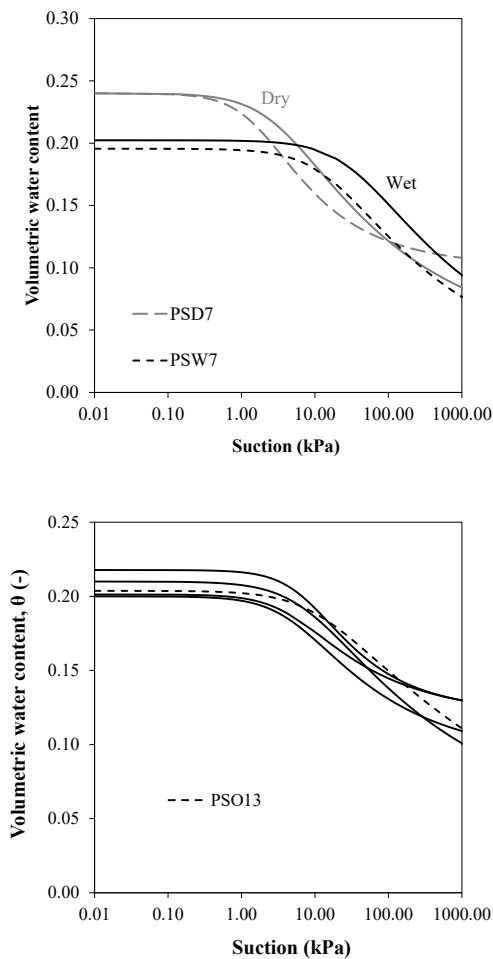 0.30
0.25
0.20
0.15
0.10
0.05
0.00
Volumetric water content
Dry
Wet
PSD7
PSW7
0.01 0.10 1.00 10.00 100.00 1000.00
Suction (kPa)
0.25
0.20
0.15
0.10
0.05
0.00
Volumetric water content, θ (-)
PSO13
0.01 0.10 1.00 10.00 100.00 1000.00
Suction (kPa)